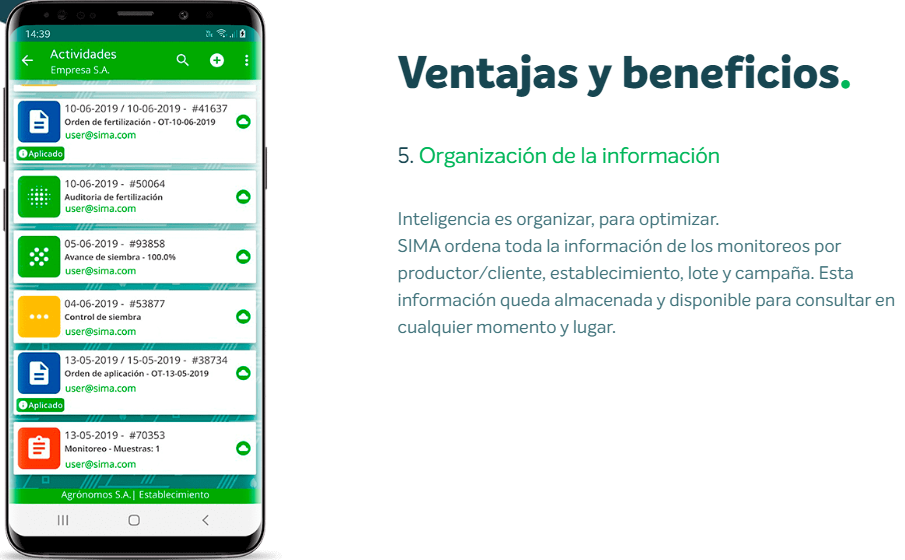 14:39
Actividades
Empresa S.A.
10-06-2019 / 10-06-2019 - #41637
Orden de fertilización - OT-10-06-2019
user@sima.com
Aplicado
10-06-2019 - #50064
Auditoria de fertilización
user@sima.com
05-06-2019 - #93858
Avance de siembra - 100.0%
user@sima.com
04-06-2019 - #53877
Control de siembra
user@sima.com
13-05-2019 / 15-05-2019 - #38734
Orden de aplicación - OT-13-05-2019
user@sima.com
Aplicado
13-05-2019 - #70353
Monitoreo - Muestras: 1
user@sima.com
Agrónomos S.A.| Establecimiento
Ventajas y beneficios.
5. Organización de la información
Inteligencia es organizar, para optimizar.
SIMA ordena toda la información de los monitoreos por
productor/cliente, establecimiento, lote y campaña. Esta
información queda almacenada y disponible para consultar en
cualquier momento y lugar.